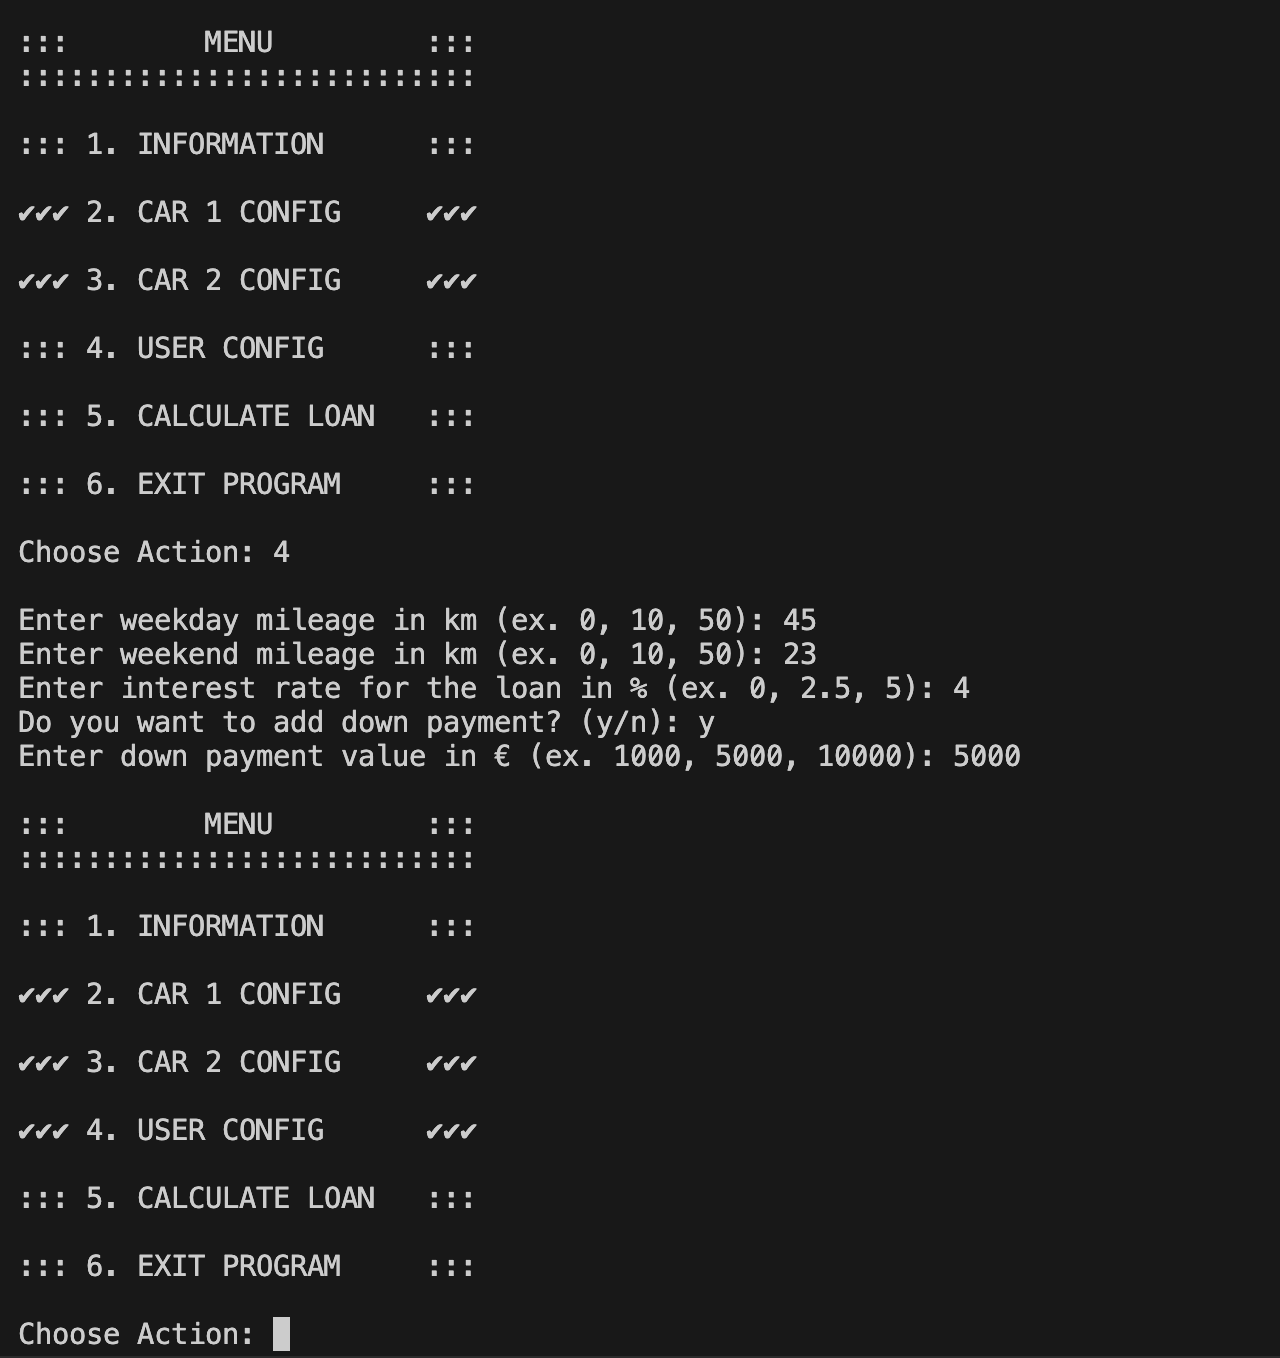 :::        MENU         :::
:::::::::::::::::::::::::::
::: 1. INFORMATION      :::
✔✔✔ 2. CAR 1 CONFIG     ✔✔✔
✔✔✔ 3. CAR 2 CONFIG     ✔✔✔
::: 4. USER CONFIG      :::
::: 5. CALCULATE LOAN   :::
::: 6. EXIT PROGRAM     :::
Choose Action: 4
Enter weekday mileage in km (ex. 0, 10, 50): 45
Enter weekend mileage in km (ex. 0, 10, 50): 23
Enter interest rate for the loan in % (ex. 0, 2.5, 5): 4
Do you want to add down payment? (y/n): y
Enter down payment value in € (ex. 1000, 5000, 10000): 5000
:::        MENU         :::
:::::::::::::::::::::::::::
::: 1. INFORMATION      :::
✔✔✔ 2. CAR 1 CONFIG     ✔✔✔
✔✔✔ 3. CAR 2 CONFIG     ✔✔✔
✔✔✔ 4. USER CONFIG      ✔✔✔
::: 5. CALCULATE LOAN   :::
::: 6. EXIT PROGRAM     :::
Choose Action: